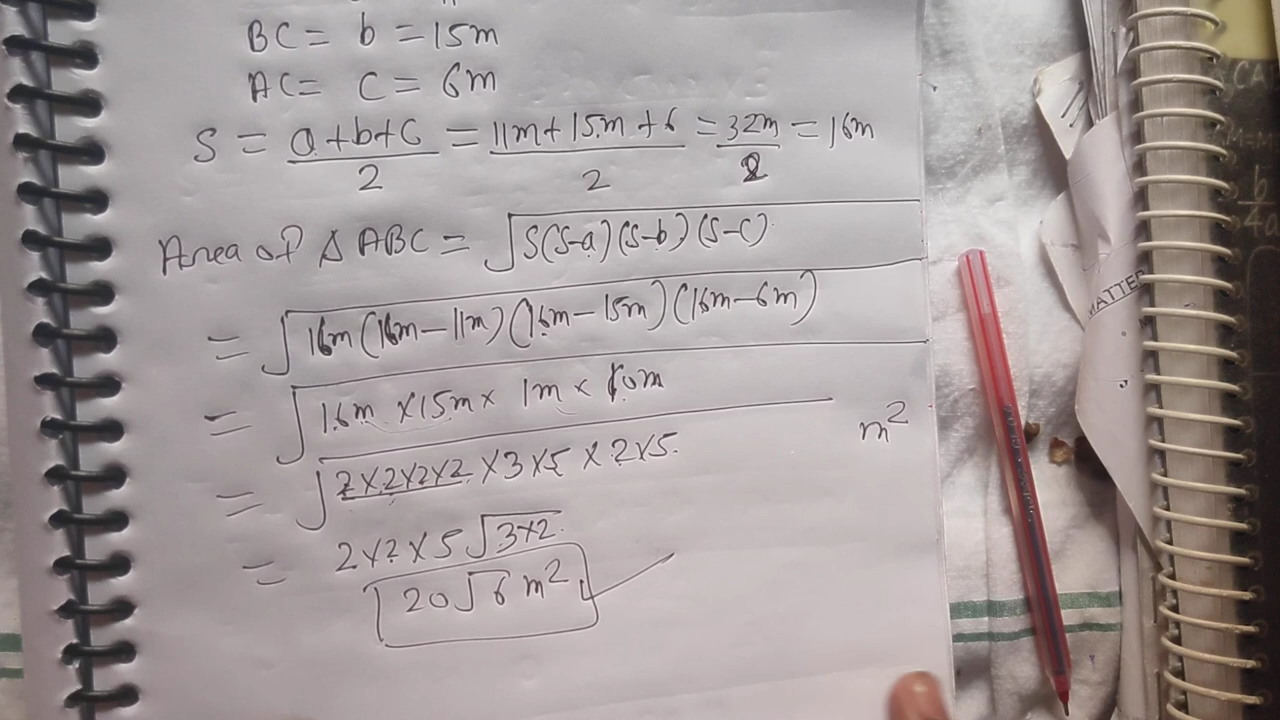 BC = b = 15m
AC = C = 6m
S = a+b+c/2 = 11m+15m+6/2 = 32m/2 = 16m
Area of △ ABC = √S(S-a)(S-b)(S-c)
= √16m(16m-11m)(16m-15m)(16m-6m)
= √16m×15m×1m×10m
= √2×2×2×2×3×5×2×5 m²
= 2×2×5√3×2
20√6 m²
MATTER
b
4a